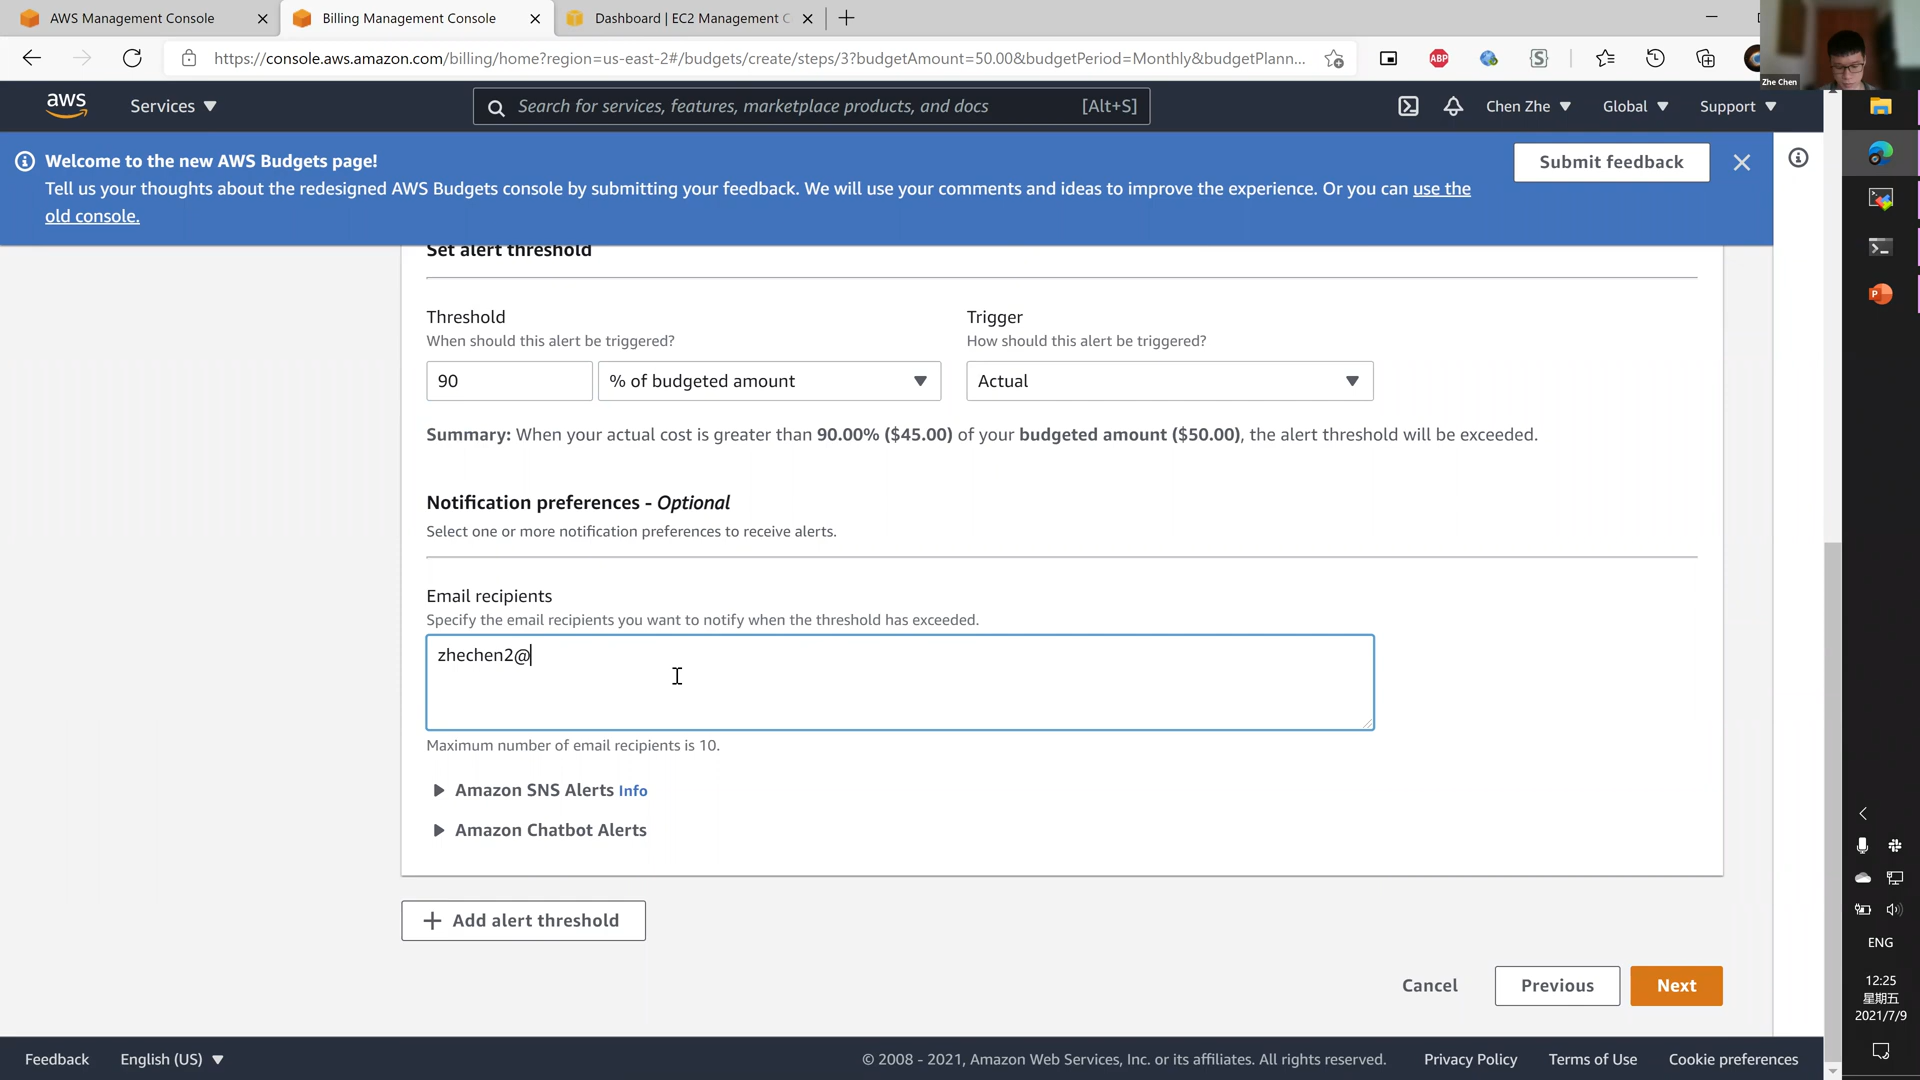 AWS Management Console
Billing Management Console
Dashboard | EC2 Management C
https://console.aws.amazon.com/billing/home?region=us-east-2#/budgets/create/steps/3?budgetAmount=50.00&budgetPeriod=Monthly&budgetPlann...
ABP
Zhe Chen
aws
Services
Search for services, features, marketplace products, and docs
[Alt+S]
Chen Zhe
Global
Support
Welcome to the new AWS Budgets page!
Tell us your thoughts about the redesigned AWS Budgets console by submitting your feedback. We will use your comments and ideas to improve the experience. Or you can use the
old console.
Submit feedback
Set alert threshold
Threshold
When should this alert be triggered?
90
% of budgeted amount
Trigger
How should this alert be triggered?
Actual
Summary: When your actual cost is greater than 90.00% ($45.00) of your budgeted amount ($50.00), the alert threshold will be exceeded.
Notification preferences - Optional
Select one or more notification preferences to receive alerts.
Email recipients
Specify the email recipients you want to notify when the threshold has exceeded.
zhechen2@
Maximum number of email recipients is 10.
Amazon SNS Alerts Info
Amazon Chatbot Alerts
Add alert threshold
Cancel
Previous
Next
ENG
12:25
星期五
2021/7/9
Feedback
English (US)
© 2008 - 2021, Amazon Web Services, Inc. or its affiliates. All rights reserved.
Privacy Policy
Terms of Use
Cookie preferences